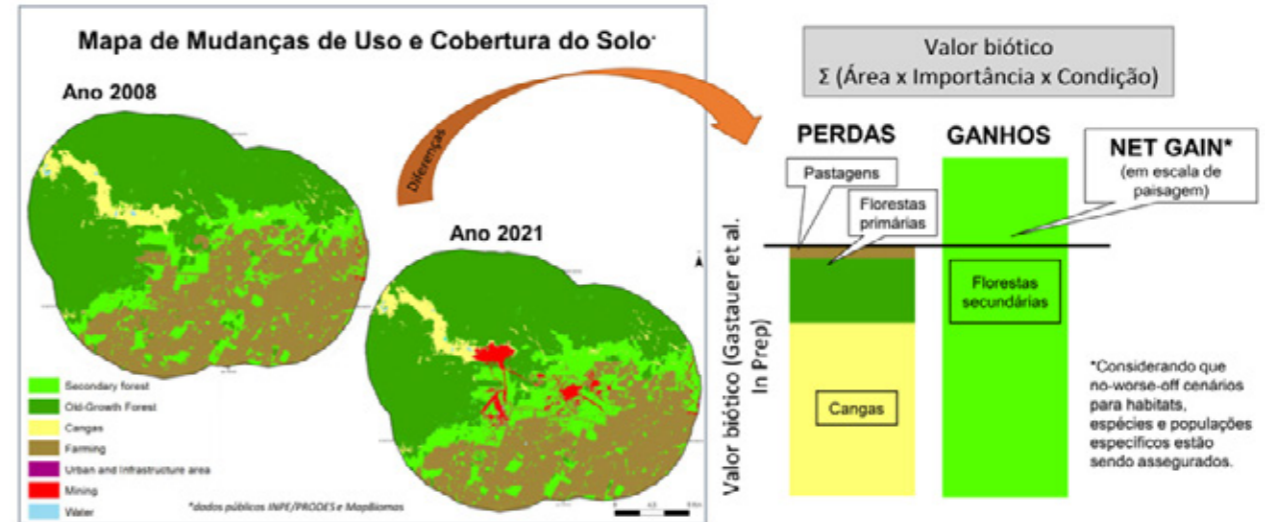 Mapa de Mudanças de Uso e Cobertura do Solo*
Ano 2008
Ano 2021
Secondary forest
Old-Growth Forest
Cangas
Farming
Urban and Infrastructure area
Mining
Water
*dados públicos INPE/PRODES e MapBiomas
Diferenças
Valor biótico
Σ (Área x Importância x Condição)
PERDAS
GANHOS
Pastagens
Florestas
primárias
NET GAIN*
(em escala de
paisagem)
Valor biótico (Gastauer et al.
In Prep)
Cangas
Florestas
secundárias
*Considerando que
no-worse-off cenários
para habitats,
espécies e populações
específicos estão
sendo assegurados.